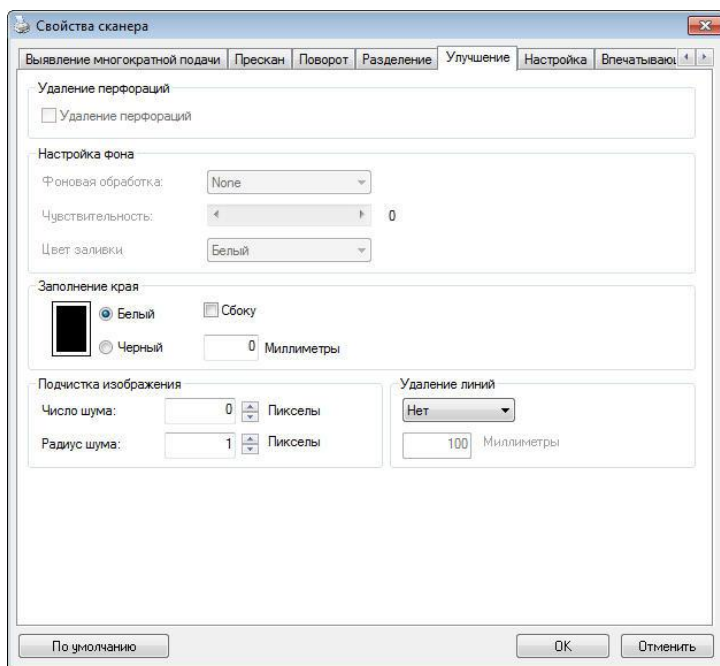 Свойства сканера
Выявление многократной подачи Прескан Поворот Разделение Улучшение Настройка
Удаление перфораций
Удаление перфораций
Настройка фона
Фоновая обработка: None
Чувствительность: 0
Цвет заливки Белый
Заполнение края
Белый Сбоку
Черный 0 Миллиметры
Подчистка изображения Удаление линий
Число шума: 0 Пикселы Нет
Радиус шума: 1 Пикселы 100 Миллиметры
По умолчанию OK Отменить